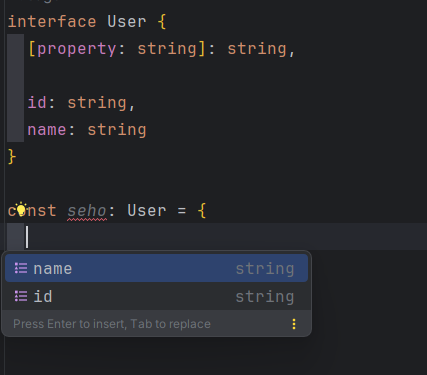 interface User {
[property: string]: string,
id: string,
name: string
}
const seho: User = {
name string
id string
Press Enter to insert, Tab to replace